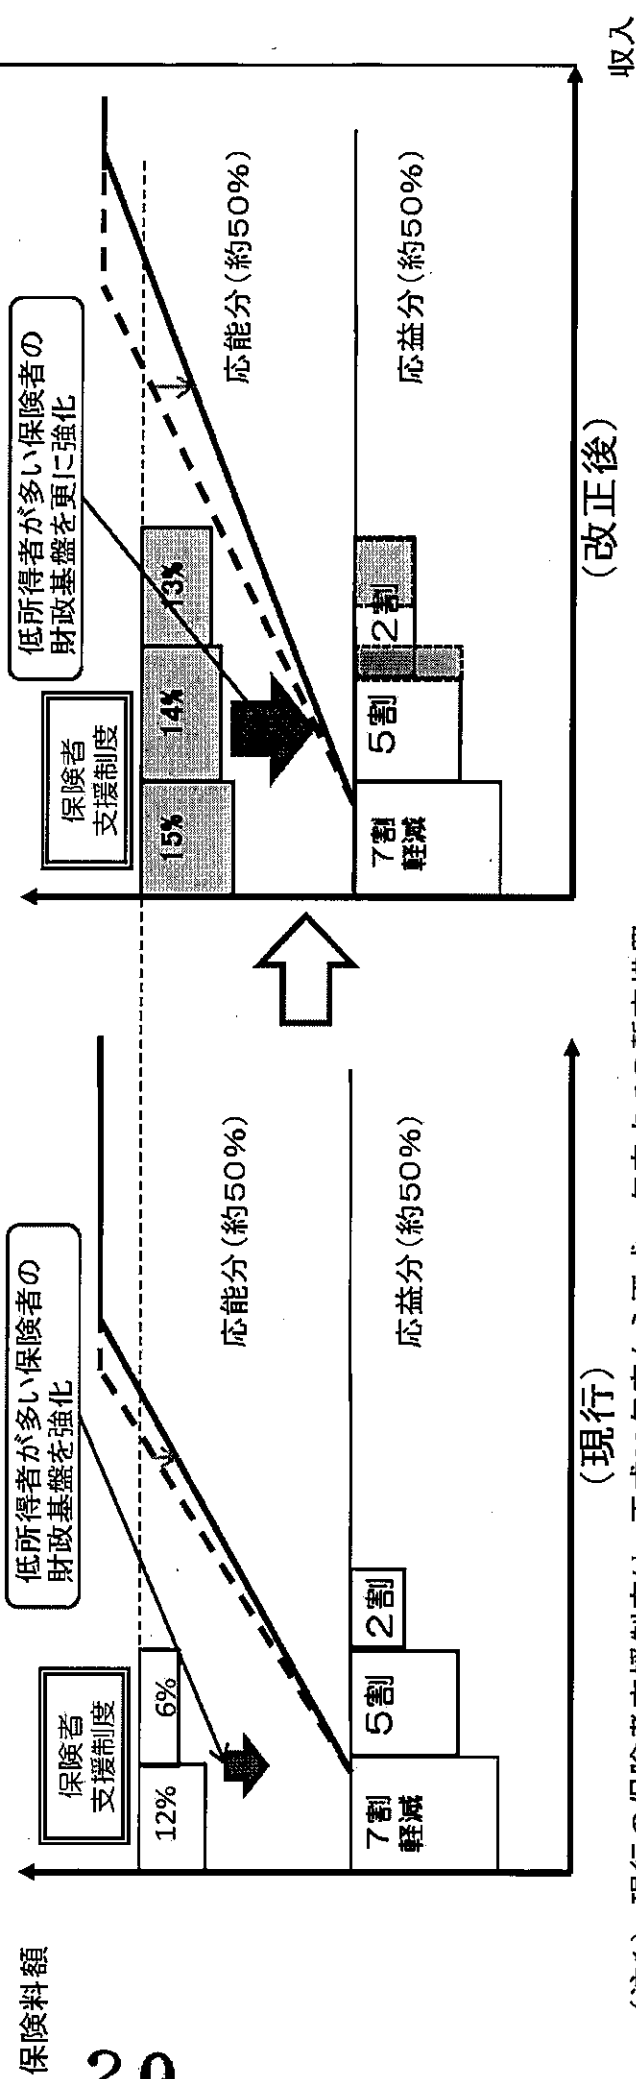 保険料額
29
保険者
支援制度
低所得者が多い保険者の
財政基盤を強化
12%
6%
応能分(約50%)
7割
軽減
5割
2割
応益分(約50%)
(現行)
保険者
支援制度
低所得者が多い保険者の
財政基盤を更に強化
15%
14%
13%
応能分(約50%)
7割
軽減
5割
2割
応益分(約50%)
(改正後)
収入